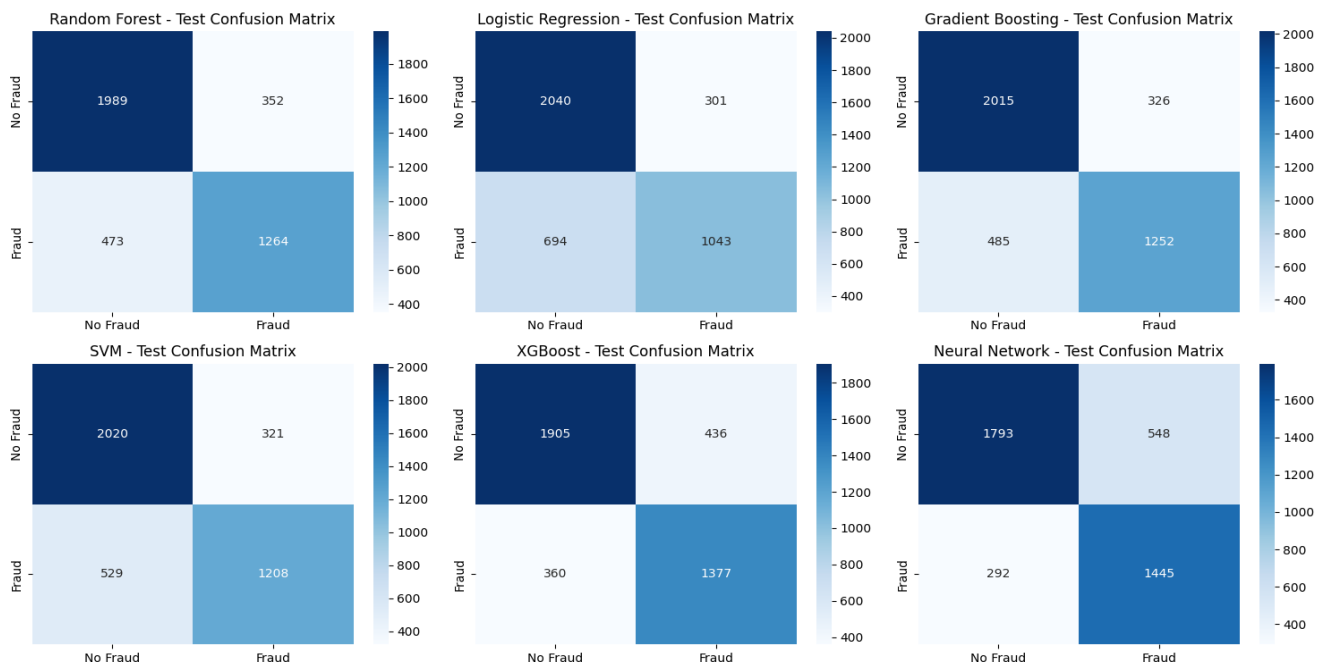 Random Forest - Test Confusion Matrix
No Fraud
1989
352
Fraud
473
1264
No Fraud
Fraud
1800
1600
1400
1200
1000
800
600
400
Logistic Regression - Test Confusion Matrix
No Fraud
2040
301
Fraud
694
1043
No Fraud
Fraud
2000
1800
1600
1400
1200
1000
800
600
400
Gradient Boosting - Test Confusion Matrix
No Fraud
2015
326
Fraud
485
1252
No Fraud
Fraud
2000
1800
1600
1400
1200
1000
800
600
400
SVM - Test Confusion Matrix
No Fraud
2020
321
Fraud
529
1208
No Fraud
Fraud
2000
1800
1600
1400
1200
1000
800
600
400
XGBoost - Test Confusion Matrix
No Fraud
1905
436
Fraud
360
1377
No Fraud
Fraud
1800
1600
1400
1200
1000
800
600
400
Neural Network - Test Confusion Matrix
No Fraud
1793
548
Fraud
292
1445
No Fraud
Fraud
1600
1400
1200
1000
800
600
400